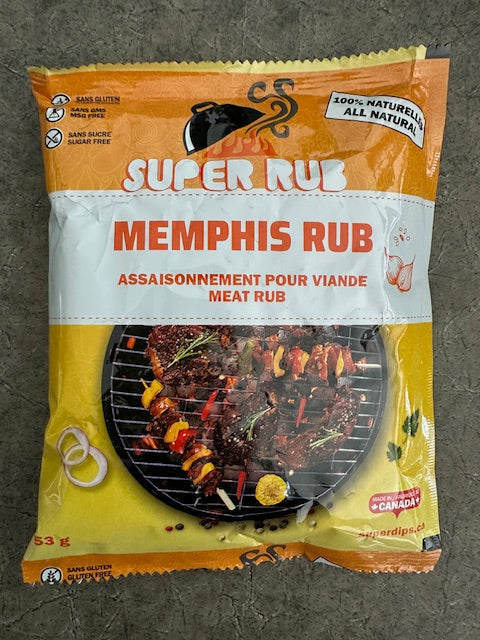 SANS GLUTEN
SANS GMS
MSG FREE
SANS SUCRE
SUGAR FREE
100% NATURELLE
ALL NATURAL
SUPER RUB
MEMPHIS RUB
ASSAISONNEMENT POUR VIANDE
MEAT RUB
MADE IN
CANADA
53 g
superdips.ca
SANS GLUTEN
GLUTEN FREE